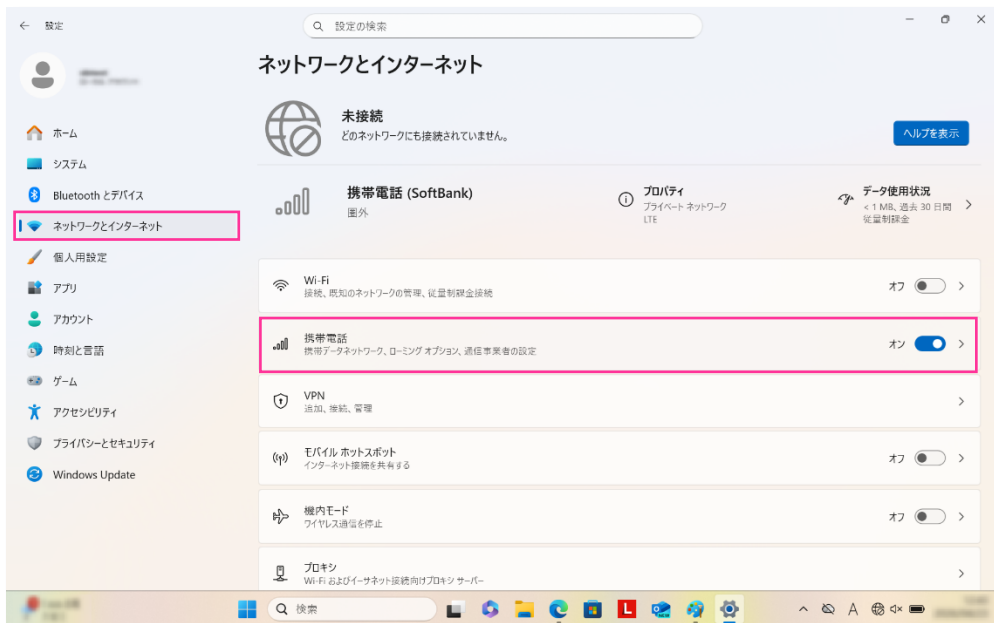 設定
設定の検索
ネットワークとインターネット
未接続
どのネットワークにも接続されていません。
ヘルプを表示
携帯電話 (SoftBank)
圏外
プロパティ
プライベート ネットワーク
LTE
データ使用状況
< 1 MB, 過去 30 日間
従量制課金
ホーム
システム
Bluetooth とデバイス
ネットワークとインターネット
個人用設定
アプリ
アカウント
時刻と言語
ゲーム
アクセシビリティ
プライバシーとセキュリティ
Windows Update
Wi-Fi
接続、既知のネットワークの管理、従量制課金接続
オフ
携帯電話
携帯データネットワーク、ローミング オプション、通信事業者の設定
オン
VPN
追加、接続、管理
モバイル ホットスポット
インターネット接続を共有する
オフ
機内モード
ワイヤレス通信を停止
オフ
プロキシ
Wi-Fi およびイーサネット接続向けプロキシ サーバー
検索
L
A